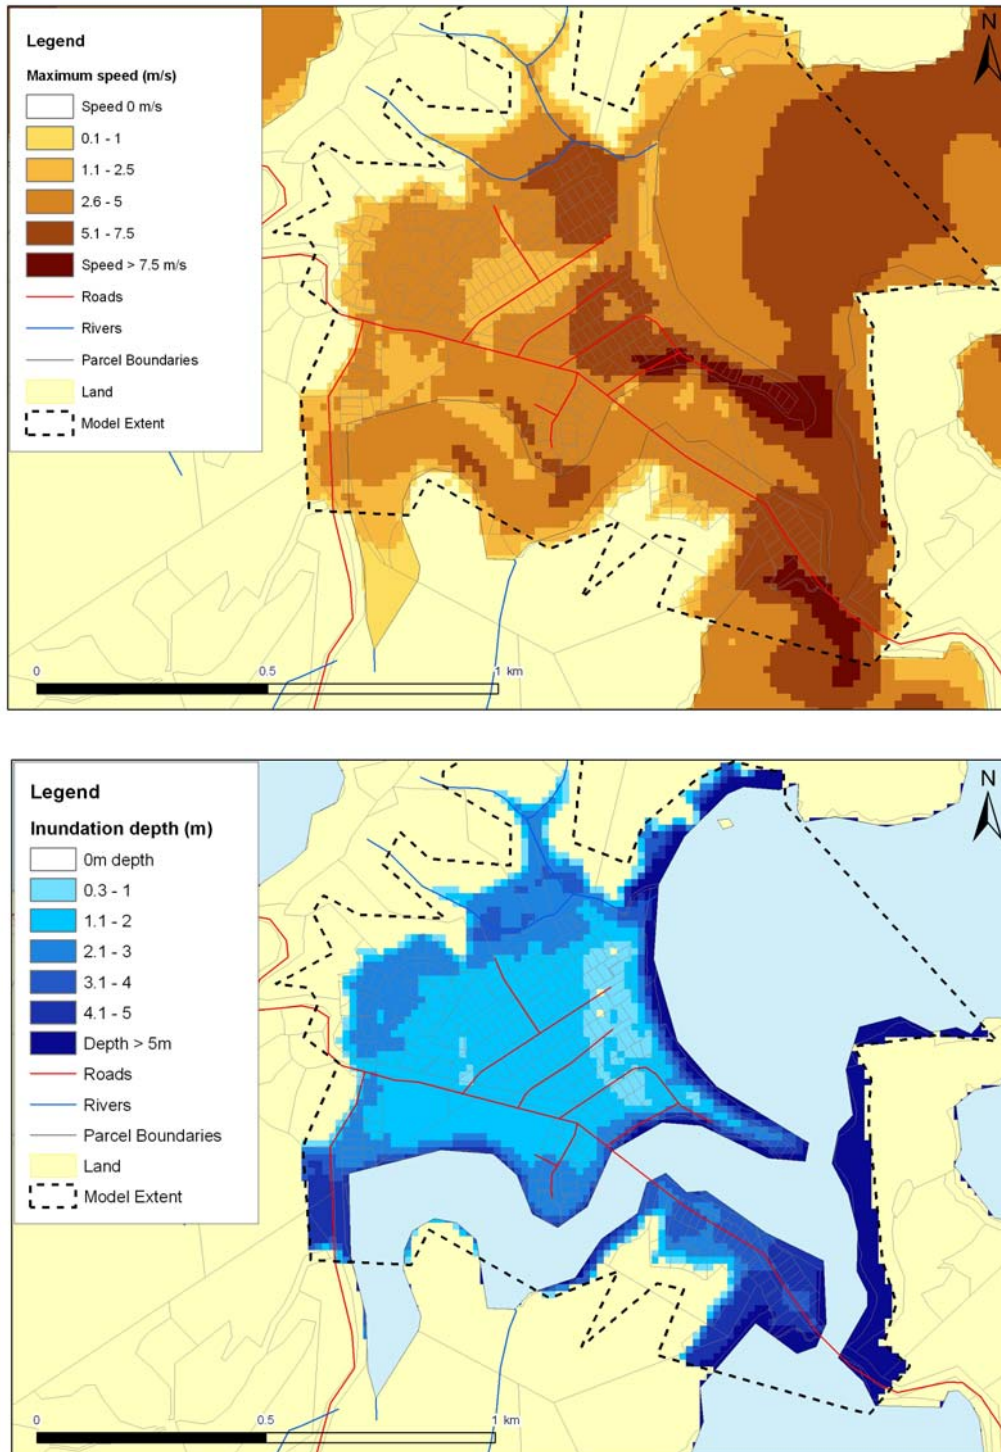 Legend
Maximum speed (m/s)
Speed 0 m/s
0.1 - 1
1.1 - 2.5
2.6 - 5
5.1 - 7.5
Speed > 7.5 m/s
Roads
Rivers
Parcel Boundaries
Land
Model Extent
N
0 0.5 1 km
Legend
Inundation depth (m)
0m depth
0.3 - 1
1.1 - 2
2.1 - 3
3.1 - 4
4.1 - 5
Depth > 5m
Roads
Rivers
Parcel Boundaries
Land
Model Extent
N
0 0.5 1 km